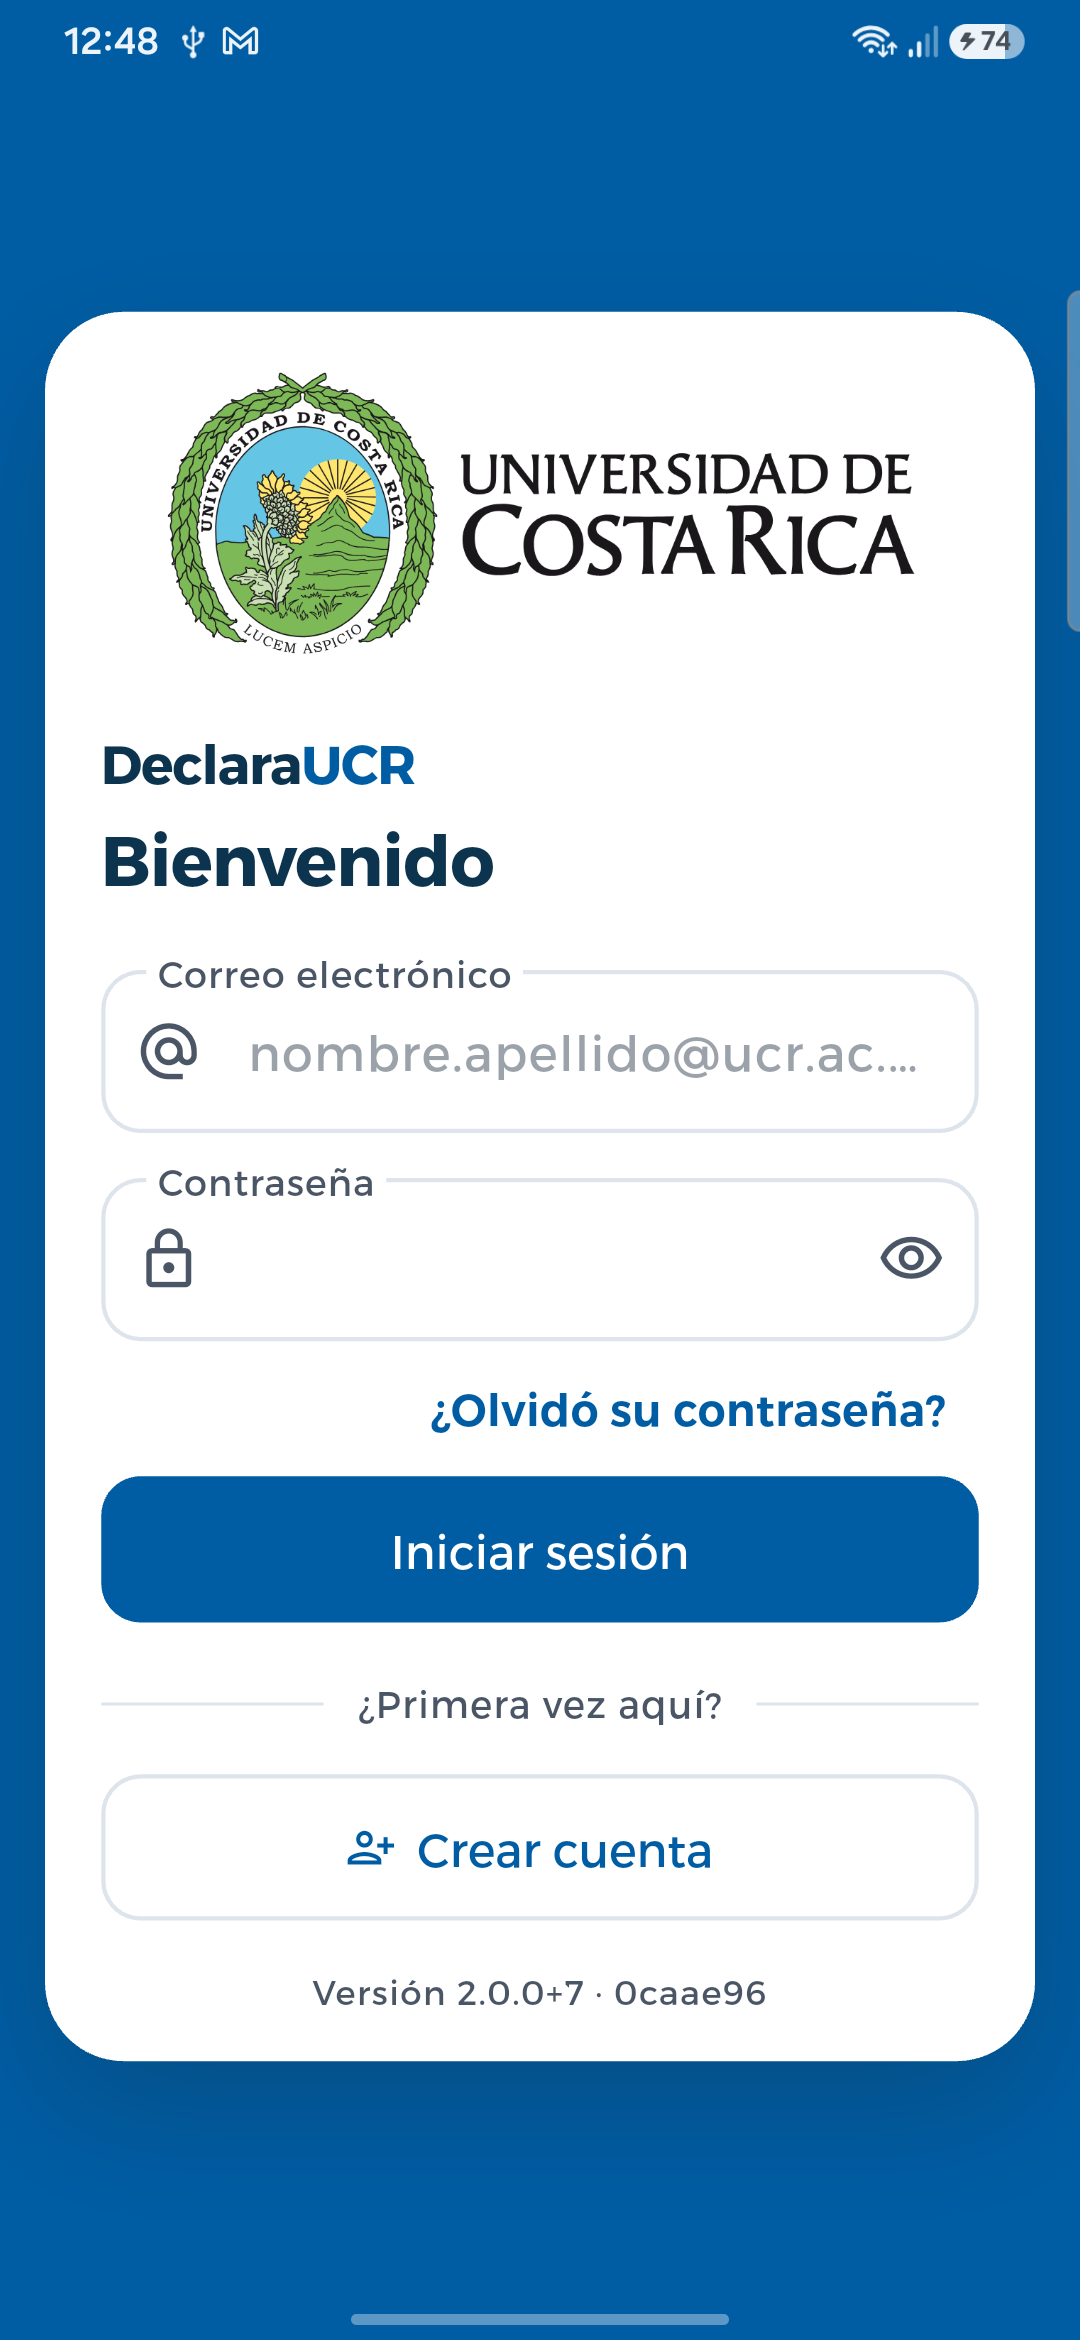 12:48
74
UNIVERSIDAD DE COSTA RICA
LUCEM ASPICIO
UNIVERSIDAD DE
COSTA RICA
DeclaraUCR
Bienvenido
Correo electrónico
nombre.apellido@ucr.ac....
Contraseña
¿Olvidó su contraseña?
Iniciar sesión
¿Primera vez aquí?
Crear cuenta
Versión 2.0.0+7 · 0caae96